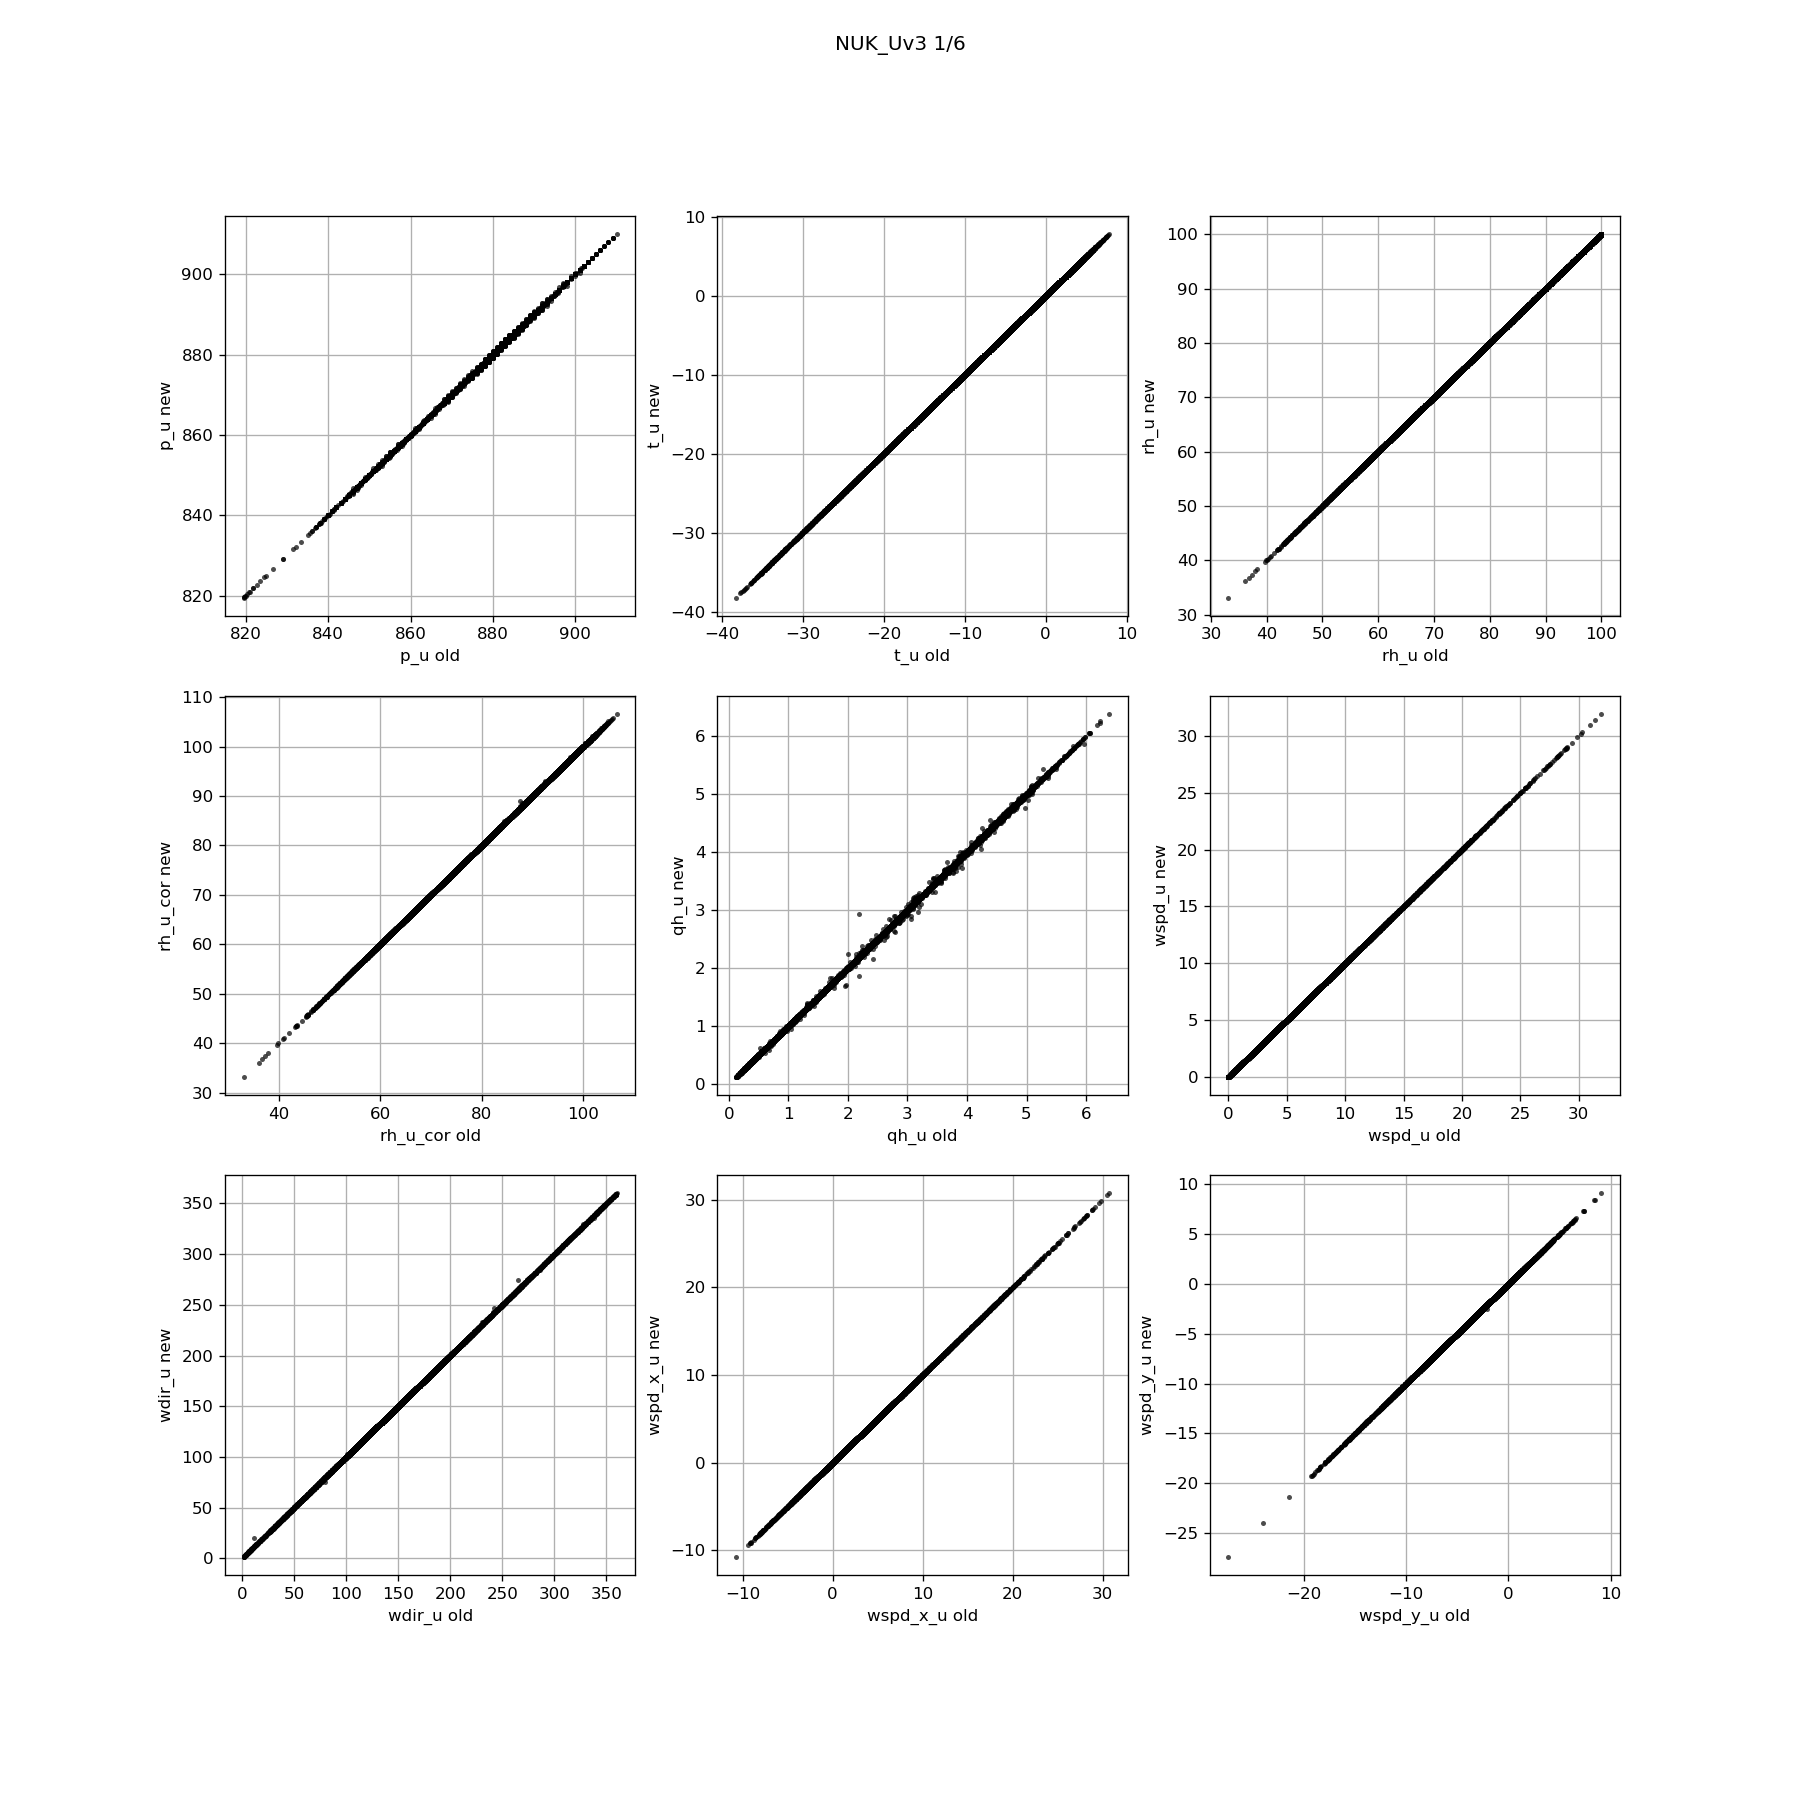 NUK_Uv3 1/6
900
880
860
840
820
p_u new
820 840 860 880 900
p_u old
10
0
−10
−20
−30
−40
t_u new
−40 −30 −20 −10 0 10
t_u old
100
90
80
70
60
50
40
30
rh_u new
30 40 50 60 70 80 90 100
rh_u old
110
100
90
80
70
60
50
40
30
rh_u_cor new
40 60 80 100
rh_u_cor old
6
5
4
3
2
1
0
qh_u new
0 1 2 3 4 5 6
qh_u old
30
25
20
15
10
5
0
wspd_u new
0 5 10 15 20 25 30
wspd_u old
350
300
250
200
150
100
50
0
wdir_u new
0 50 100 150 200 250 300 350
wdir_u old
30
20
10
0
−10
wspd_x_u new
−10 0 10 20 30
wspd_x_u old
10
5
0
−5
−10
−15
−20
−25
wspd_y_u new
−20 −10 0 10
wspd_y_u old